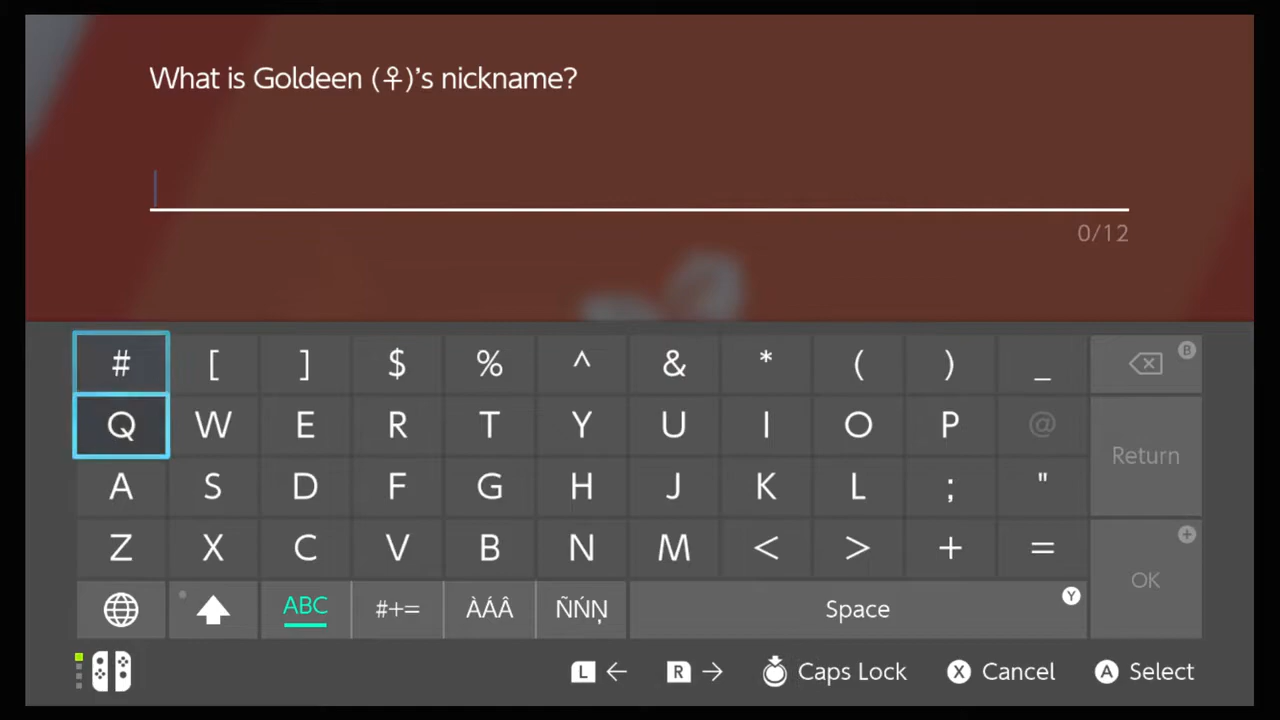 What is Goldeen (♀)'s nickname?
0/12
# [ ] $ % ^ & * ( ) _ B
Q W E R T Y U I O P @ Return
A S D F G H J K L ; "
Z X C V B N M < > + = OK
ABC #+= ÀÁÂ ÑŃŅ Space Y
L ← R → Caps Lock X Cancel A Select